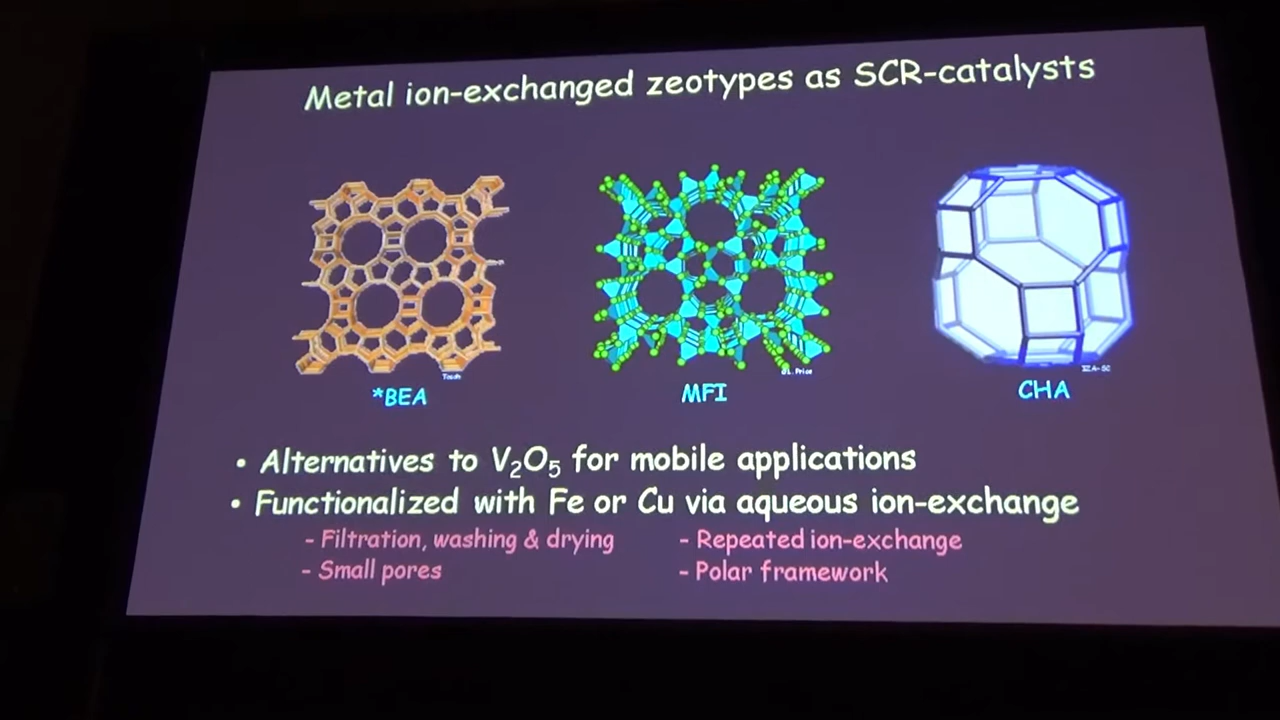 Metal ion-exchanged zeotypes as SCR-catalysts
*BEA
MFI
CHA
• Alternatives to V₂O₅ for mobile applications
• Functionalized with Fe or Cu via aqueous ion-exchange
- Filtration, washing & drying
- Repeated ion-exchange
- Small pores
- Polar framework